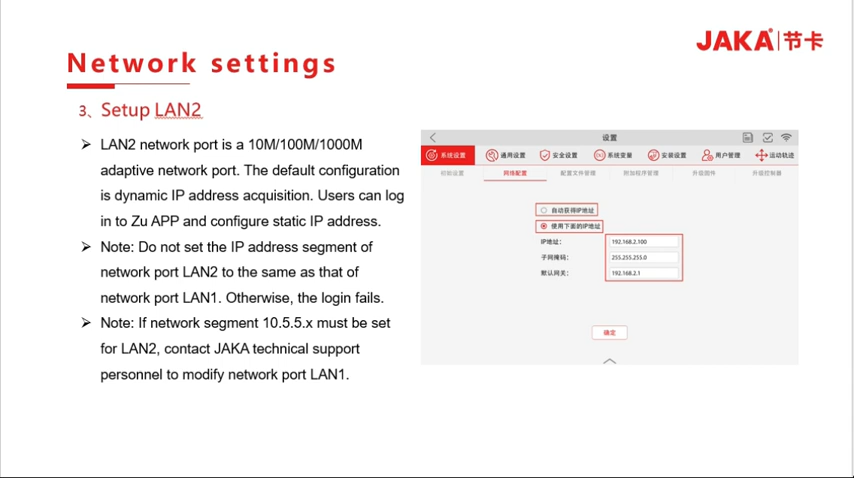 JAKA 节卡
Network settings
3、Setup LAN2
LAN2 network port is a 10M/100M/1000M
adaptive network port. The default configuration
is dynamic IP address acquisition. Users can log
in to Zu APP and configure static IP address.
Note: Do not set the IP address segment of
network port LAN2 to the same as that of
network port LAN1. Otherwise, the login fails.
Note: If network segment 10.5.5.x must be set
for LAN2, contact JAKA technical support
personnel to modify network port LAN1.
设置
系统设置 通用设置 安全设置 系统变量 安装设置 用户管理 运动轨迹
初始设置 网络配置 配置文件管理 附加程序管理 升级固件 升级控制器
自动获得IP地址
使用下面的IP地址
IP地址: 192.168.2.100
子网掩码: 255.255.255.0
默认网关: 192.168.2.1
确定